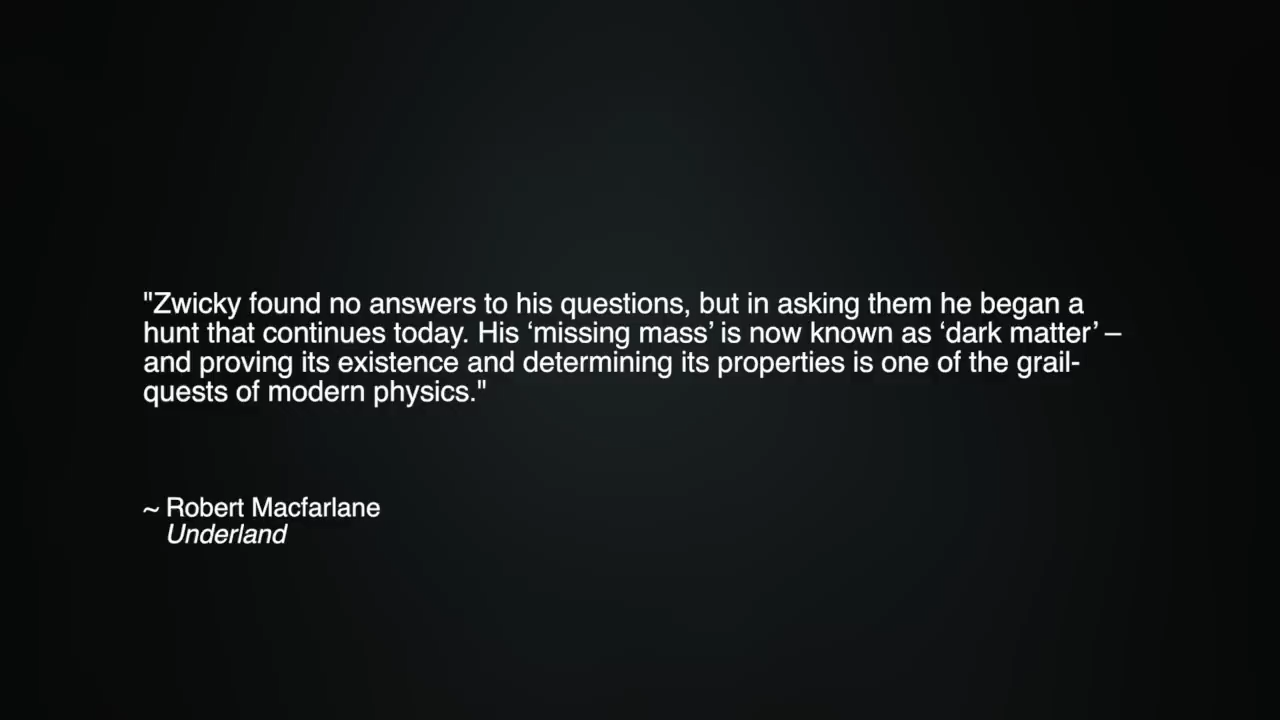 "Zwicky found no answers to his questions, but in asking them he began a
hunt that continues today. His ‘missing mass’ is now known as ‘dark matter’ –
and proving its existence and determining its properties is one of the grail-
quests of modern physics."
~ Robert Macfarlane
Underland